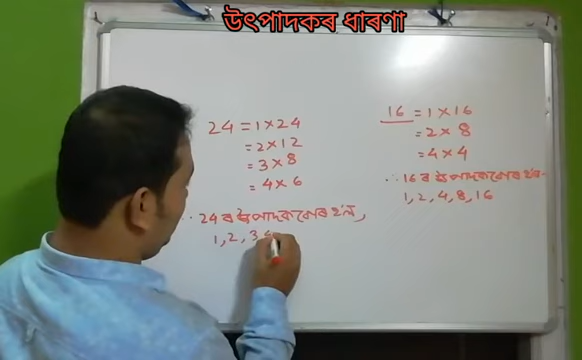 উৎপাদকৰ ধাৰণা
24 = 1 × 24
= 2 × 12
= 3 × 8
= 4 × 6
∴ 24 ৰ উৎপাদকবোৰ হ'ল,
1, 2, 3
16 = 1 × 16
= 2 × 8
= 4 × 4
∴ 16 ৰ উৎপাদকবোৰ হ'ল-
1, 2, 4, 8, 16